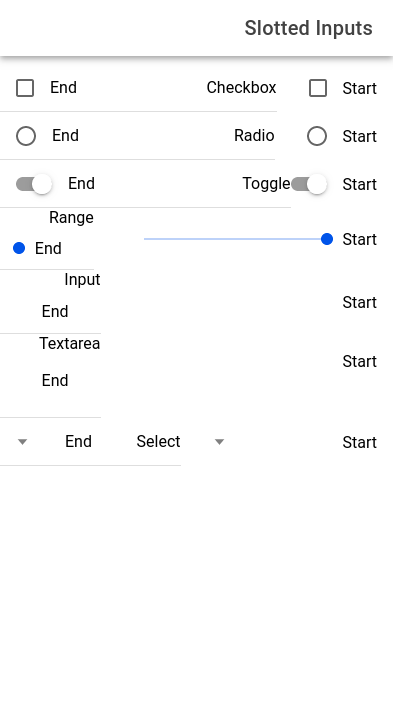 Slotted Inputs
End Checkbox Start
End Radio Start
End Toggle Start
Range
End Start
Input
End Start
Textarea
End Start
End Select Start